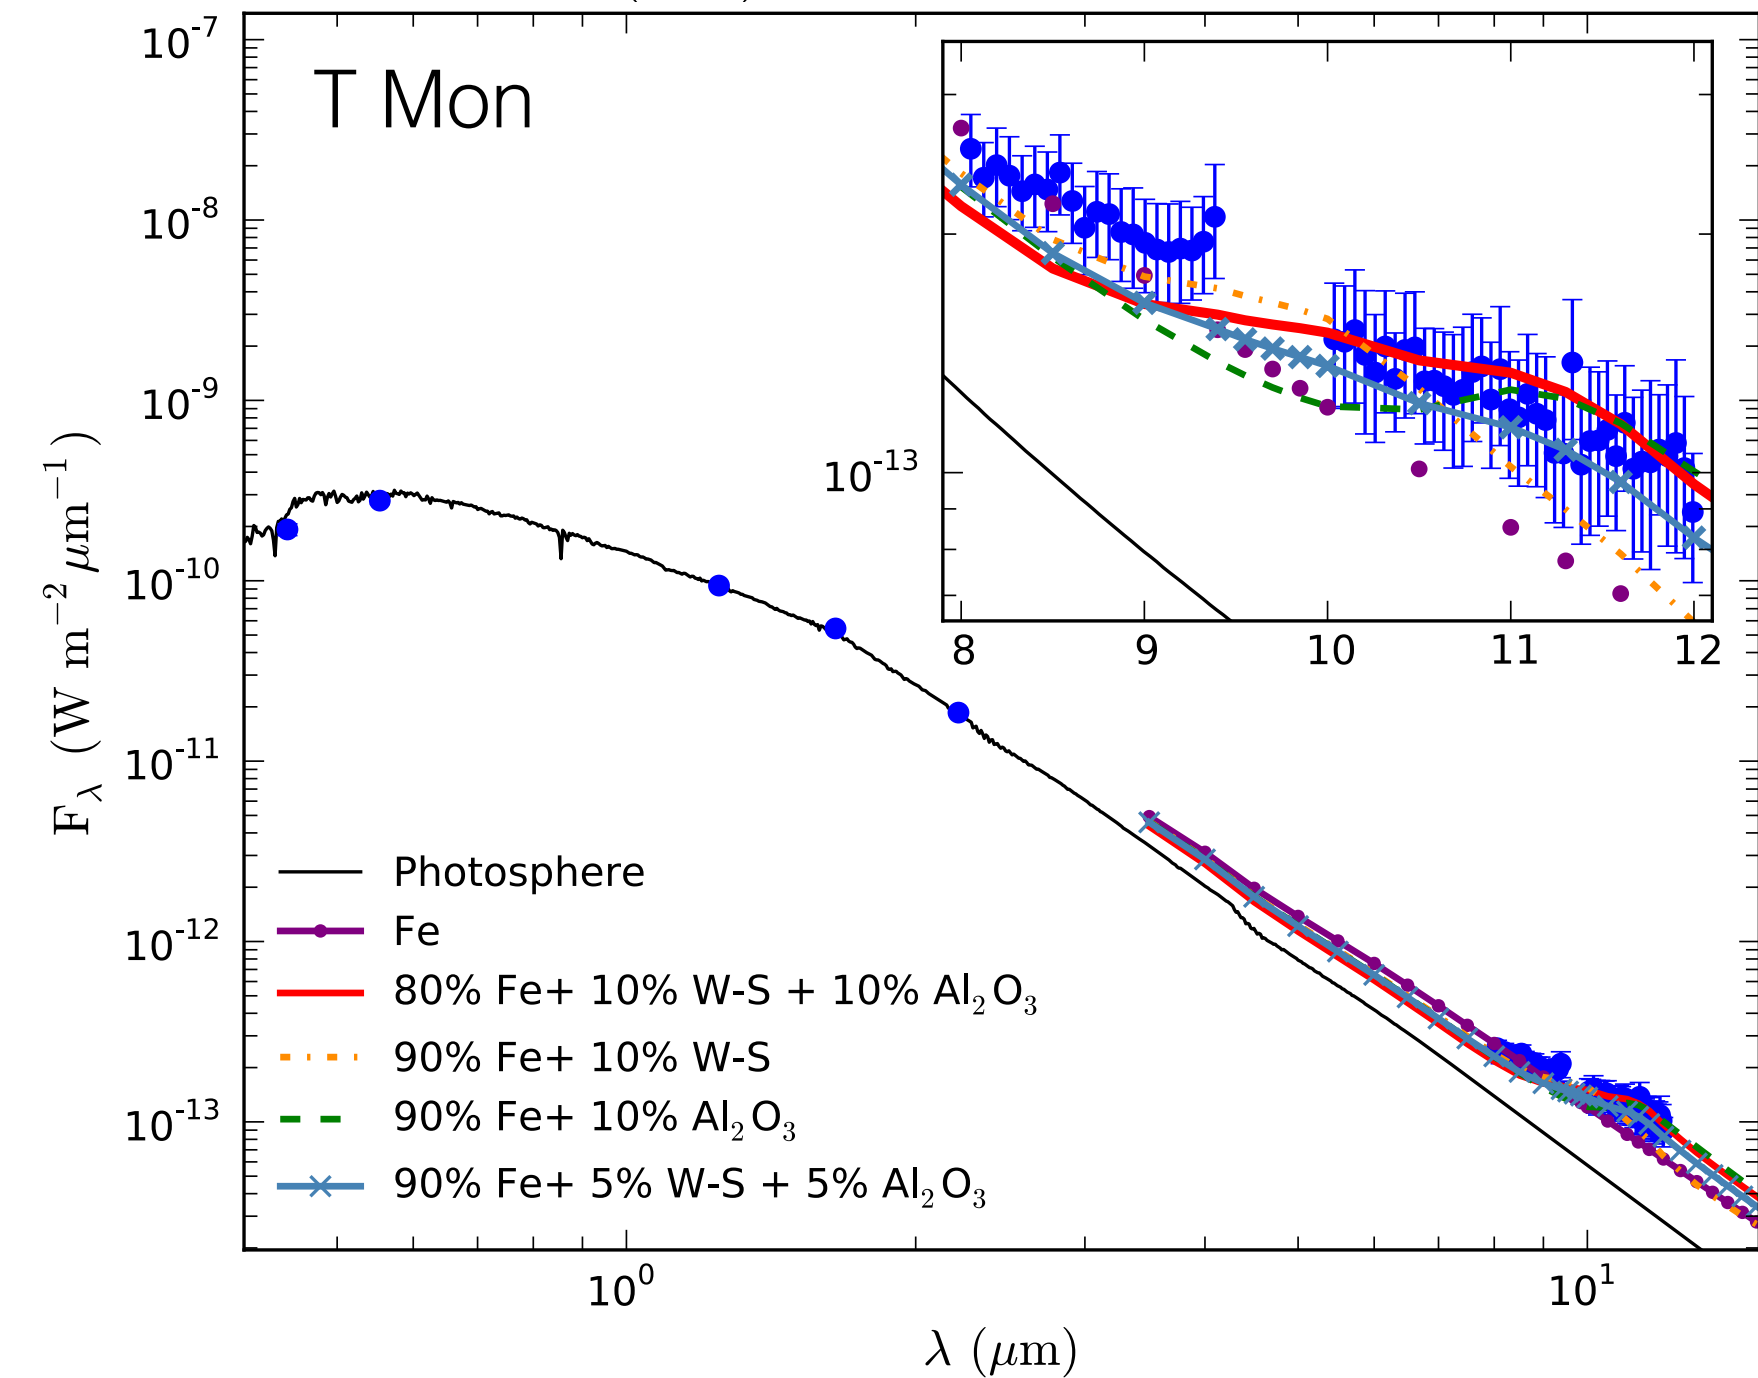 T Mon
10^-7
10^-8
10^-9
10^-10
10^-11
10^-12
10^-13
F_λ (W m^−2 μm^−1)
10^-13
8 9 10 11 12
Photosphere
Fe
80% Fe+ 10% W-S + 10% Al₂O₃
90% Fe+ 10% W-S
90% Fe+ 10% Al₂O₃
90% Fe+ 5% W-S + 5% Al₂O₃
10^0 10^1
λ (μm)